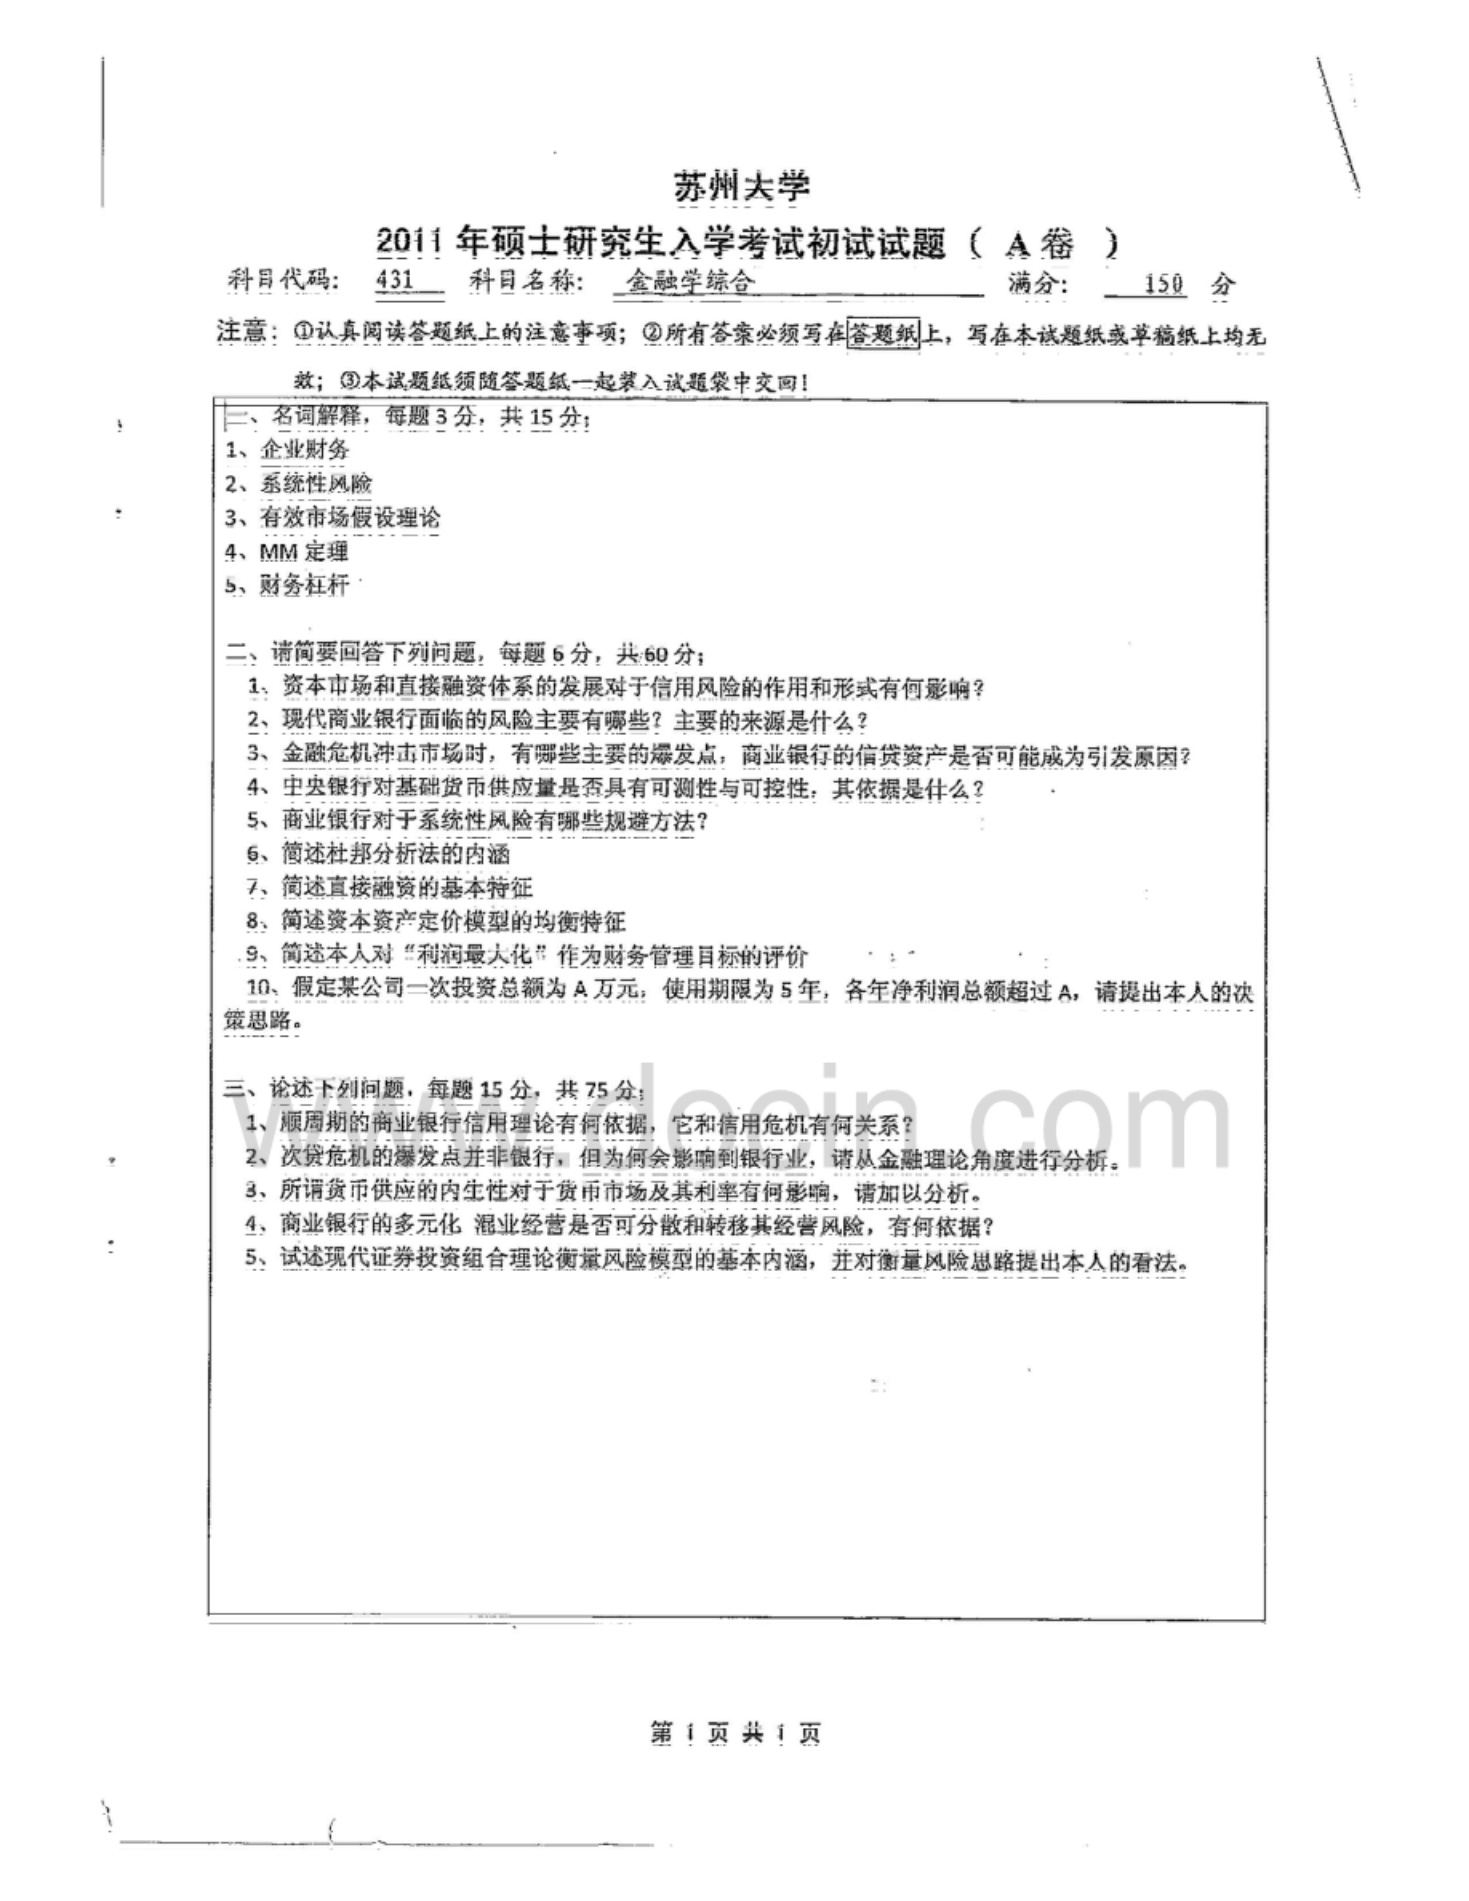 苏州大学
2011 年硕士研究生入学考试初试试题（ A 卷 ）
科目代码： 431 科目名称： 金融学综合 满分： 150 分
注意：①认真阅读答题纸上的注意事项；②所有答案必须写在答题纸上，写在本试题纸或草稿纸上均无
效；③本试题纸须随答题纸一起装入试题袋中交回！
一、名词解释，每题 3 分，共 15 分；
1、企业财务
2、系统性风险
3、有效市场假设理论
4、MM 定理
5、财务杠杆
二、请简要回答下列问题，每题 6 分，共 60 分；
1、资本市场和直接融资体系的发展对于信用风险的作用和形式有何影响？
2、现代商业银行面临的风险主要有哪些？主要的来源是什么？
3、金融危机冲击市场时，有哪些主要的爆发点，商业银行的信贷资产是否可能成为引发原因？
4、中央银行对基础货币供应量是否具有可测性与可控性，其依据是什么？
5、商业银行对于系统性风险有哪些规避方法？
6、简述杜邦分析法的内涵
7、简述直接融资的基本特征
8、简述资本资产定价模型的均衡特征
9、简述本人对“利润最大化”作为财务管理目标的评价
10、假定某公司一次投资总额为 A 万元，使用期限为 5 年，各年净利润总额超过 A，请提出本人的决
策思路。
三、论述下列问题，每题 15 分，共 75 分；
1、顺周期的商业银行信用理论有何依据，它和信用危机有何关系？
2、次贷危机的爆发点并非银行，但为何会影响到银行业，请从金融理论角度进行分析。
3、所谓货币供应的内生性对于货币市场及其利率有何影响，请加以分析。
4、商业银行的多元化 混业经营是否可分散和转移其经营风险，有何依据？
5、试述现代证券投资组合理论衡量风险模型的基本内涵，并对衡量风险思路提出本人的看法。
www.docin.com
第 1 页 共 1 页